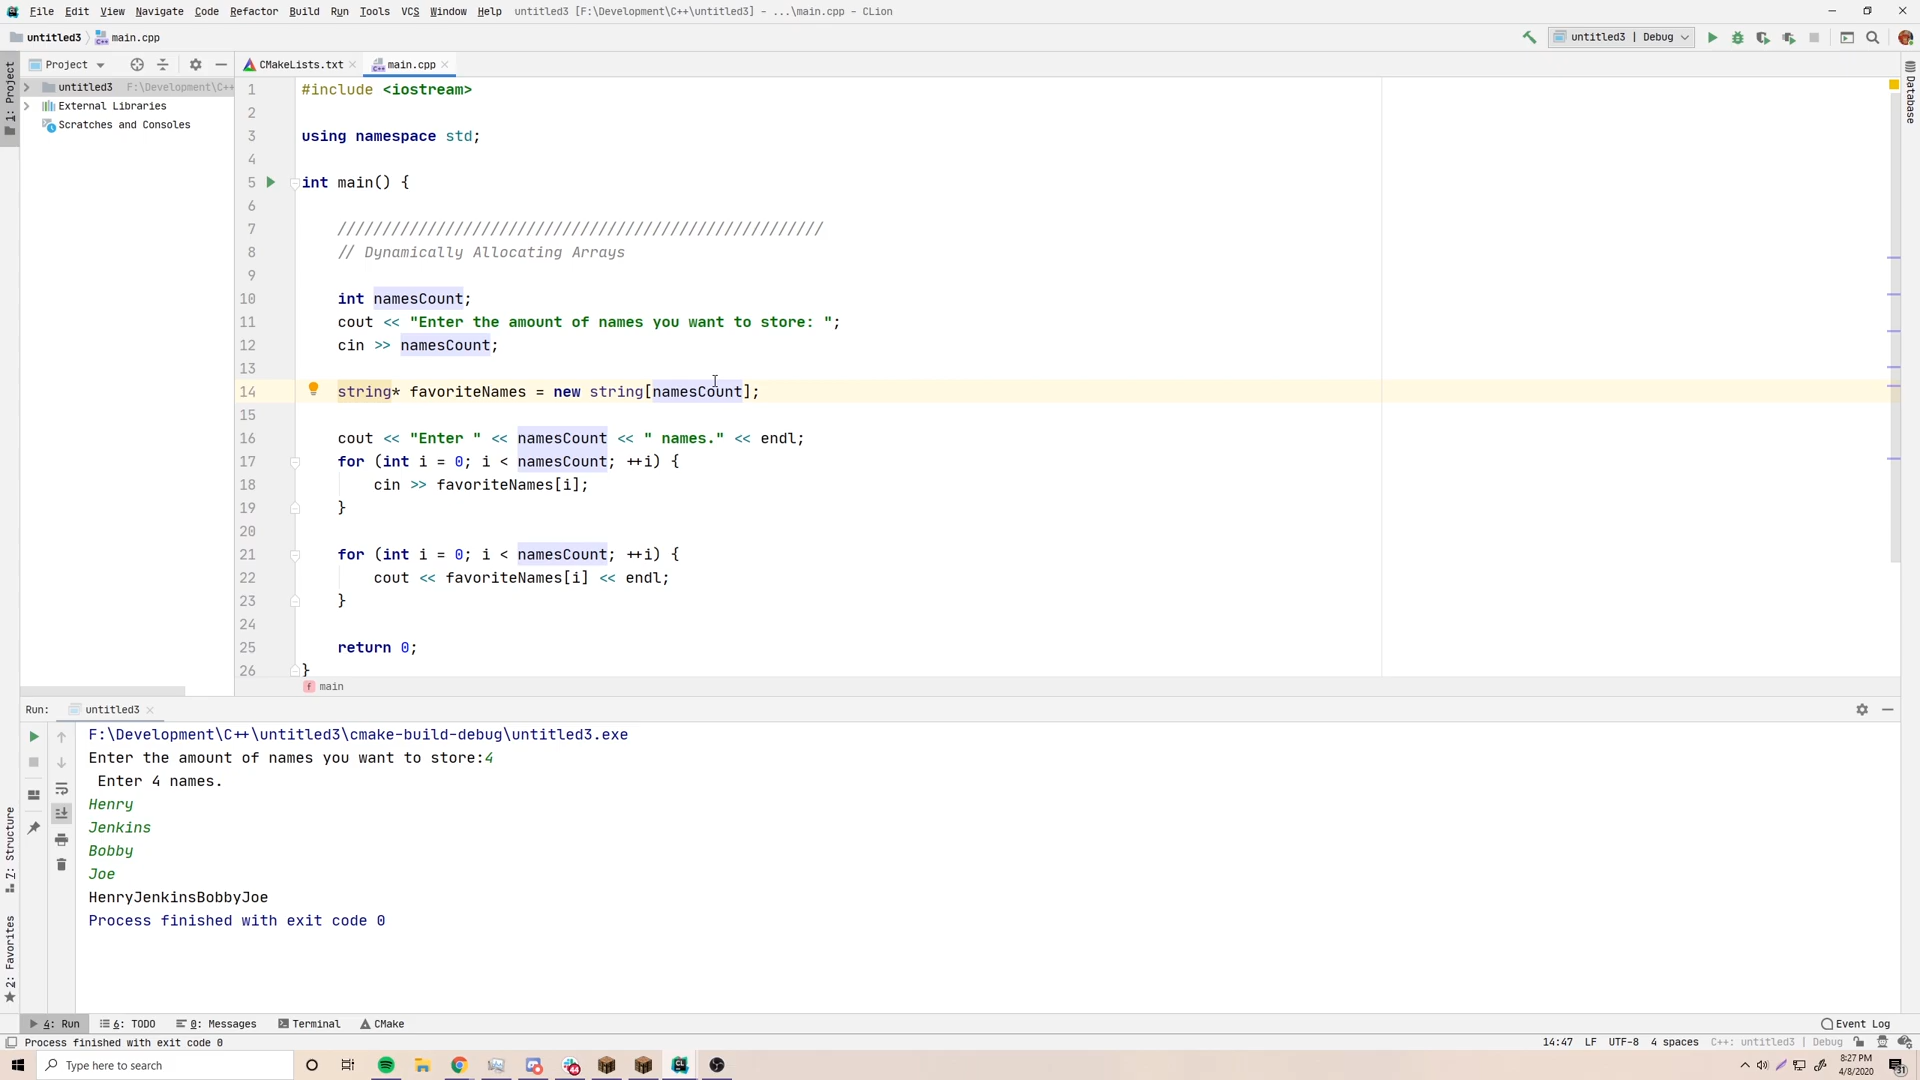 File Edit View Navigate Code Refactor Build Run Tools VCS Window Help untitled3 [F:\Development\C++\untitled3] - ...\main.cpp - CLion
untitled3 main.cpp untitled3 | Debug
Project CMakeLists.txt main.cpp
1: Project
untitled3 F:\Development\C++
External Libraries
Scratches and Consoles
Database
1 #include <iostream>
2
3 using namespace std;
4
5 int main() {
6
7 //////////////////////////////////////////////////////
8 // Dynamically Allocating Arrays
9
10 int namesCount;
11 cout << "Enter the amount of names you want to store: ";
12 cin >> namesCount;
13
14 string* favoriteNames = new string[namesCount];
15
16 cout << "Enter " << namesCount << " names." << endl;
17 for (int i = 0; i < namesCount; ++i) {
18 cin >> favoriteNames[i];
19 }
20
21 for (int i = 0; i < namesCount; ++i) {
22 cout << favoriteNames[i] << endl;
23 }
24
25 return 0;
26 }
f main
Run: untitled3
F:\Development\C++\untitled3\cmake-build-debug\untitled3.exe
Enter the amount of names you want to store:4
Enter 4 names.
Henry
Jenkins
Bobby
Joe
HenryJenkinsBobbyJoe
Process finished with exit code 0
7: Structure
2: Favorites
4: Run 6: TODO 0: Messages Terminal CMake Event Log
Process finished with exit code 0 14:47 LF UTF-8 4 spaces C++: untitled3 | Debug
Type here to search
8:27 PM
4/8/2020
31